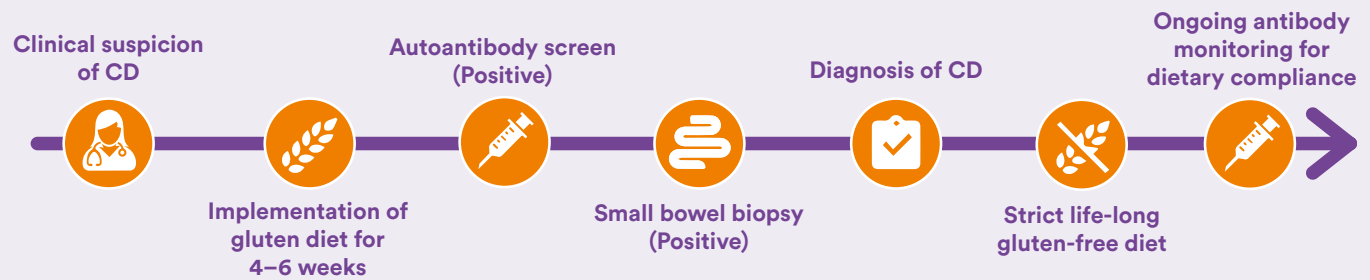 Clinical suspicion
of CD
Implementation of
gluten diet for
4–6 weeks
Autoantibody screen
(Positive)
Small bowel biopsy
(Positive)
Diagnosis of CD
Strict life-long
gluten-free diet
Ongoing antibody
monitoring for
dietary compliance